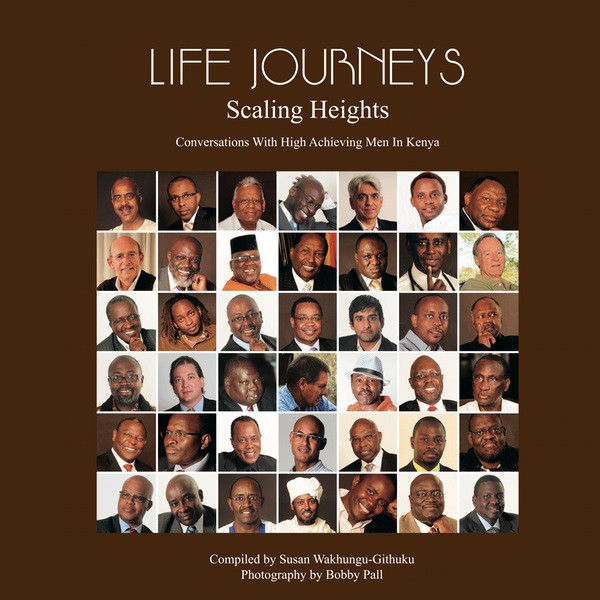 LIFE JOURNEYS
Scaling Heights
Conversations With High Achieving Men In Kenya
Compiled by Susan Wakhungu-Githuku
Photography by Bobby Pall